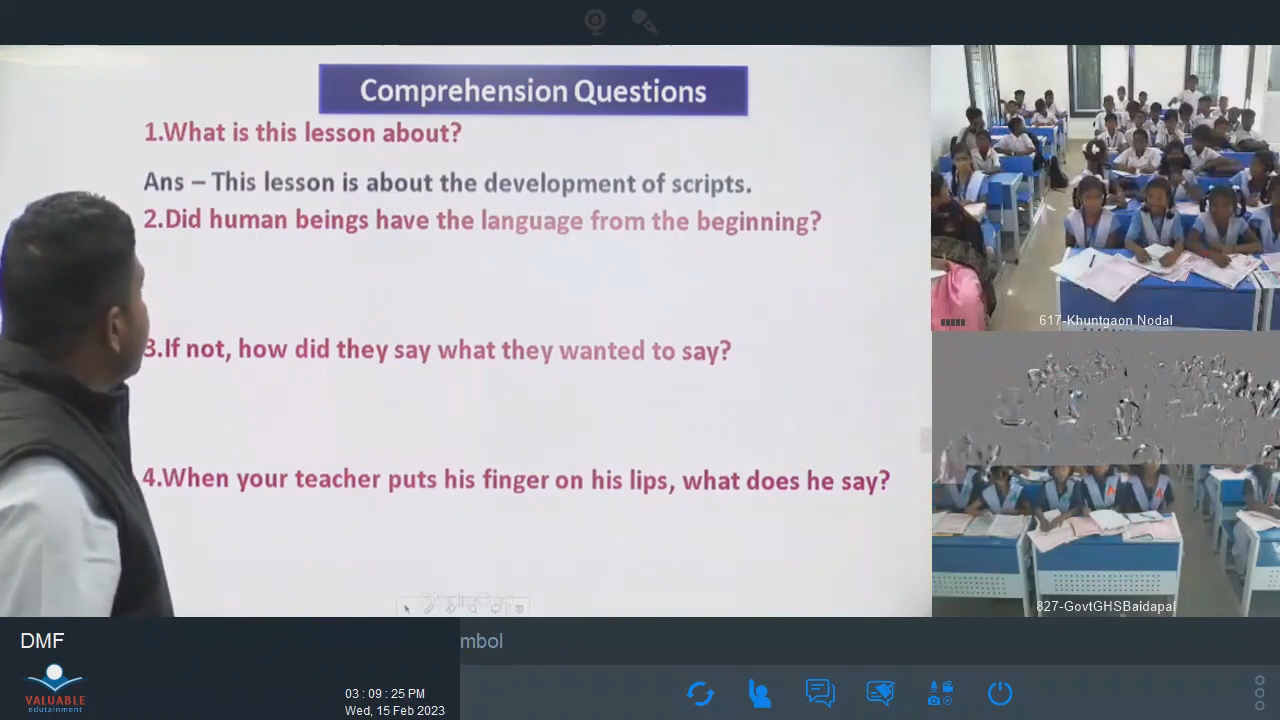 Comprehension Questions
1.What is this lesson about?
Ans – This lesson is about the development of scripts.
2.Did human beings have the language from the beginning?
3.If not, how did they say what they wanted to say?
4.When your teacher puts his finger on his lips, what does he say?
617-Khuntgaon Nodal
827-GovtGHSBaidapal
DMF
mbol
VALUABLE
edutainment
03 : 09 : 25 PM
Wed, 15 Feb 2023